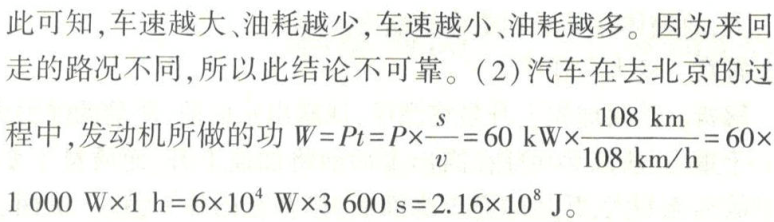 此可知,车速越大、油耗越少,车速越小、油耗越多。因为来回
走的路况不同,所以此结论不可靠。(2)汽车在去北京的过
程中,发动机所做的功 W=Pt=P×s/v=60 kW×108 km/108 km/h=60×
1 000 W×1 h=6×10⁴ W×3 600 s=2.16×10⁸ J。